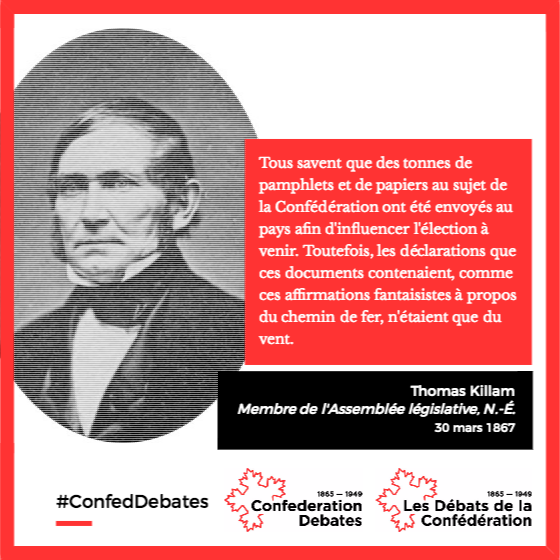 Tous savent que des tonnes de
pamphlets et de papiers au sujet de
la Confédération ont été envoyés au
pays afin d'influencer l'élection à
venir. Toutefois, les déclarations que
ces documents contenaient, comme
ces affirmations fantaisistes à propos
du chemin de fer, n'étaient que du
vent.
Thomas Killam
Membre de l'Assemblée législative, N.-É.
30 mars 1867
#ConfedDebates
1865 — 1949
Confederation
Debates
1865 — 1949
Les Débats de la
Confédération